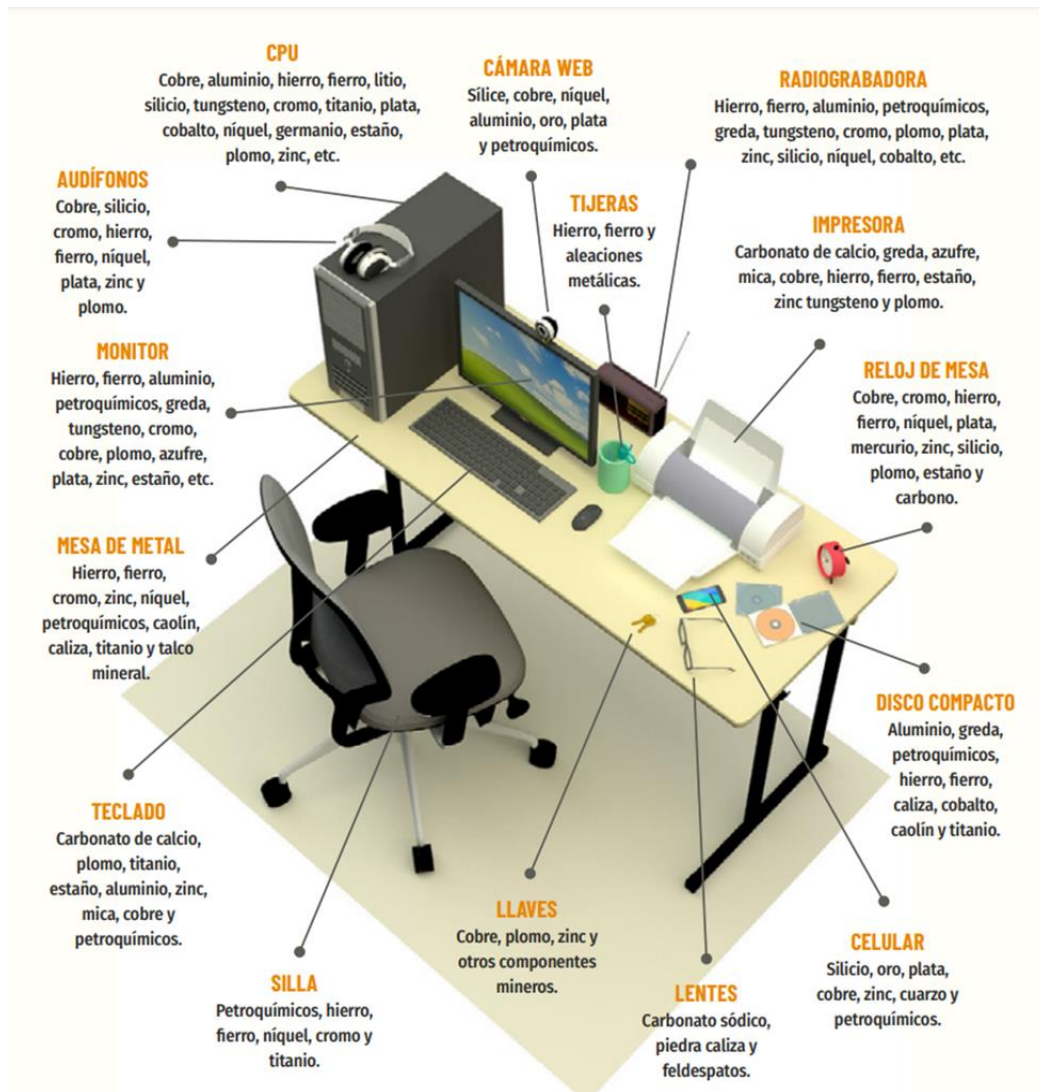 CPU
Cobre, aluminio, hierro, fierro, litio,
silicio, tungsteno, cromo, titanio, plata,
cobalto, níquel, germanio, estaño,
plomo, zinc, etc.
CÁMARA WEB
Sílice, cobre, níquel,
aluminio, oro, plata
y petroquímicos.
RADIOGRABADORA
Hierro, fierro, aluminio, petroquímicos,
greda, tungsteno, cromo, plomo, plata,
zinc, silicio, níquel, cobalto, etc.
AUDÍFONOS
Cobre, silicio,
cromo, hierro,
fierro, níquel,
plata, zinc y
plomo.
TIJERAS
Hierro, fierro y
aleaciones
metálicas.
IMPRESORA
Carbonato de calcio, greda, azufre,
mica, cobre, hierro, fierro, estaño,
zinc tungsteno y plomo.
MONITOR
Hierro, fierro, aluminio,
petroquímicos, greda,
tungsteno, cromo,
cobre, plomo, azufre,
plata, zinc, estaño, etc.
RELOJ DE MESA
Cobre, cromo, hierro,
fierro, níquel, plata,
mercurio, zinc, silicio,
plomo, estaño y
carbono.
MESA DE METAL
Hierro, fierro,
cromo, zinc, níquel,
petroquímicos, caolín,
caliza, titanio y talco
mineral.
DISCO COMPACTO
Aluminio, greda,
petroquímicos,
hierro, fierro,
caliza, cobalto,
caolín y titanio.
TECLADO
Carbonato de calcio,
plomo, titanio,
estaño, aluminio, zinc,
mica, cobre y
petroquímicos.
LLAVES
Cobre, plomo, zinc y
otros componentes
mineros.
CELULAR
Silicio, oro, plata,
cobre, zinc, cuarzo y
petroquímicos.
SILLA
Petroquímicos, hierro,
fierro, níquel, cromo y
titanio.
LENTES
Carbonato sódico,
piedra caliza y
feldespatos.